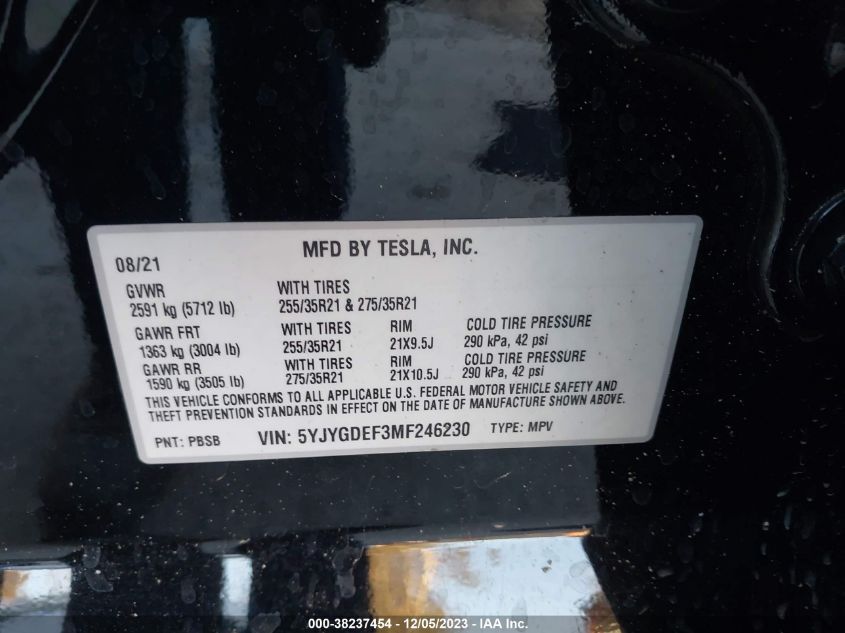 MFD BY TESLA, INC.
08/21
GVWR WITH TIRES
2591 kg (5712 lb) 255/35R21 & 275/35R21
GAWR FRT WITH TIRES RIM COLD TIRE PRESSURE
1363 kg (3004 lb) 255/35R21 21X9.5J 290 kPa, 42 psi
GAWR RR WITH TIRES RIM COLD TIRE PRESSURE
1590 kg (3505 lb) 275/35R21 21X10.5J 290 kPa, 42 psi
THIS VEHICLE CONFORMS TO ALL APPLICABLE U.S. FEDERAL MOTOR VEHICLE SAFETY AND
THEFT PREVENTION STANDARDS IN EFFECT ON THE DATE OF MANUFACTURE SHOWN ABOVE.
PNT: PBSB VIN: 5YJYGDEF3MF246230 TYPE: MPV
000-38237454 - 12/05/2023 - IAA Inc.